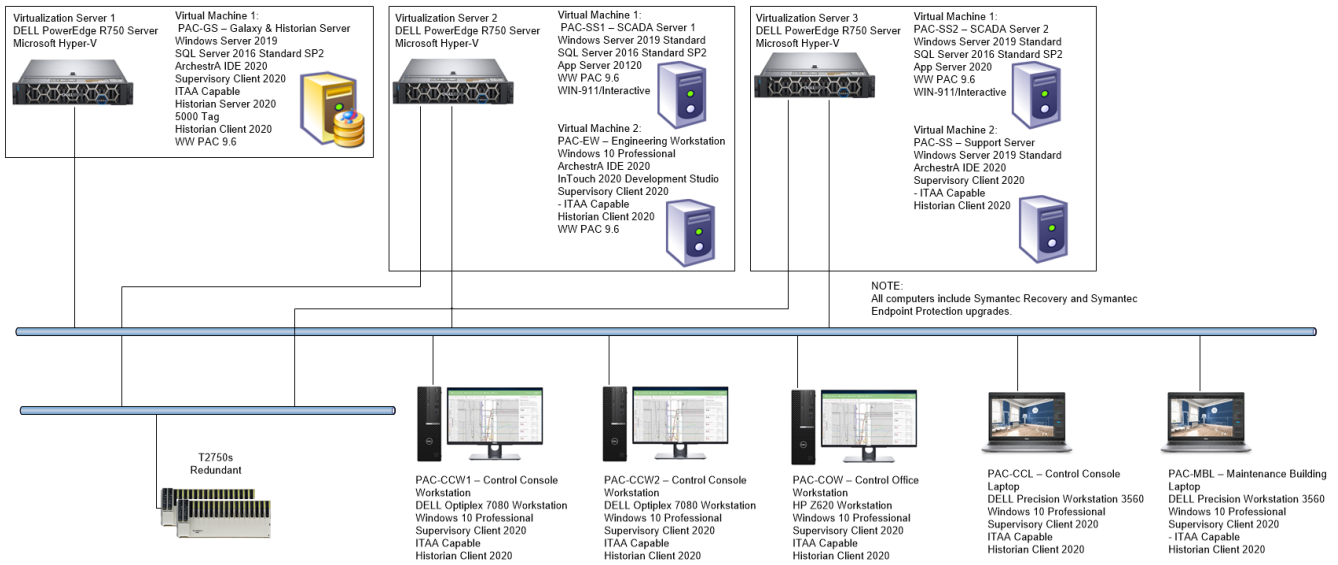 Virtualization Server 1
DELL PowerEdge R750 Server
Microsoft Hyper-V
Virtual Machine 1:
PAC-GS – Galaxy & Historian Server
Windows Server 2019
SQL Server 2016 Standard SP2
ArchestrA IDE 2020
Supervisory Client 2020
ITAA Capable
Historian Server 2020
5000 Tag
Historian Client 2020
WW PAC 9.6
Virtualization Server 2
DELL PowerEdge R750 Server
Microsoft Hyper-V
Virtual Machine 1:
PAC-SS1 – SCADA Server 1
Windows Server 2019 Standard
SQL Server 2016 Standard SP2
App Server 20120
WW PAC 9.6
WIN-911/Interactive
Virtual Machine 2:
PAC-EW – Engineering Workstation
Windows 10 Professional
ArchestrA IDE 2020
InTouch 2020 Development Studio
Supervisory Client 2020
- ITAA Capable
Historian Client 2020
WW PAC 9.6
Virtualization Server 3
DELL PowerEdge R750 Server
Microsoft Hyper-V
Virtual Machine 1:
PAC-SS2 – SCADA Server 2
Windows Server 2019 Standard
SQL Server 2016 Standard SP2
App Server 2020
WW PAC 9.6
WIN-911/Interactive
Virtual Machine 2:
PAC-SS – Support Server
Windows Server 2019 Standard
ArchestrA IDE 2020
Supervisory Client 2020
- ITAA Capable
Historian Client 2020
NOTE:
All computers include Symantec Recovery and Symantec
Endpoint Protection upgrades.
T2750s
Redundant
PAC-CCW1 – Control Console
Workstation
DELL Optiplex 7080 Workstation
Windows 10 Professional
Supervisory Client 2020
ITAA Capable
Historian Client 2020
PAC-CCW2 – Control Console
Workstation
DELL Optiplex 7080 Workstation
Windows 10 Professional
Supervisory Client 2020
ITAA Capable
Historian Client 2020
PAC-COW – Control Office
Workstation
HP Z620 Workstation
Windows 10 Professional
Supervisory Client 2020
ITAA Capable
Historian Client 2020
PAC-CCL – Control Console
Laptop
DELL Precision Workstation 3560
Windows 10 Professional
Supervisory Client 2020
ITAA Capable
Historian Client 2020
PAC-MBL – Maintenance Building
Laptop
DELL Precision Workstation 3560
Windows 10 Professional
Supervisory Client 2020
- ITAA Capable
Historian Client 2020